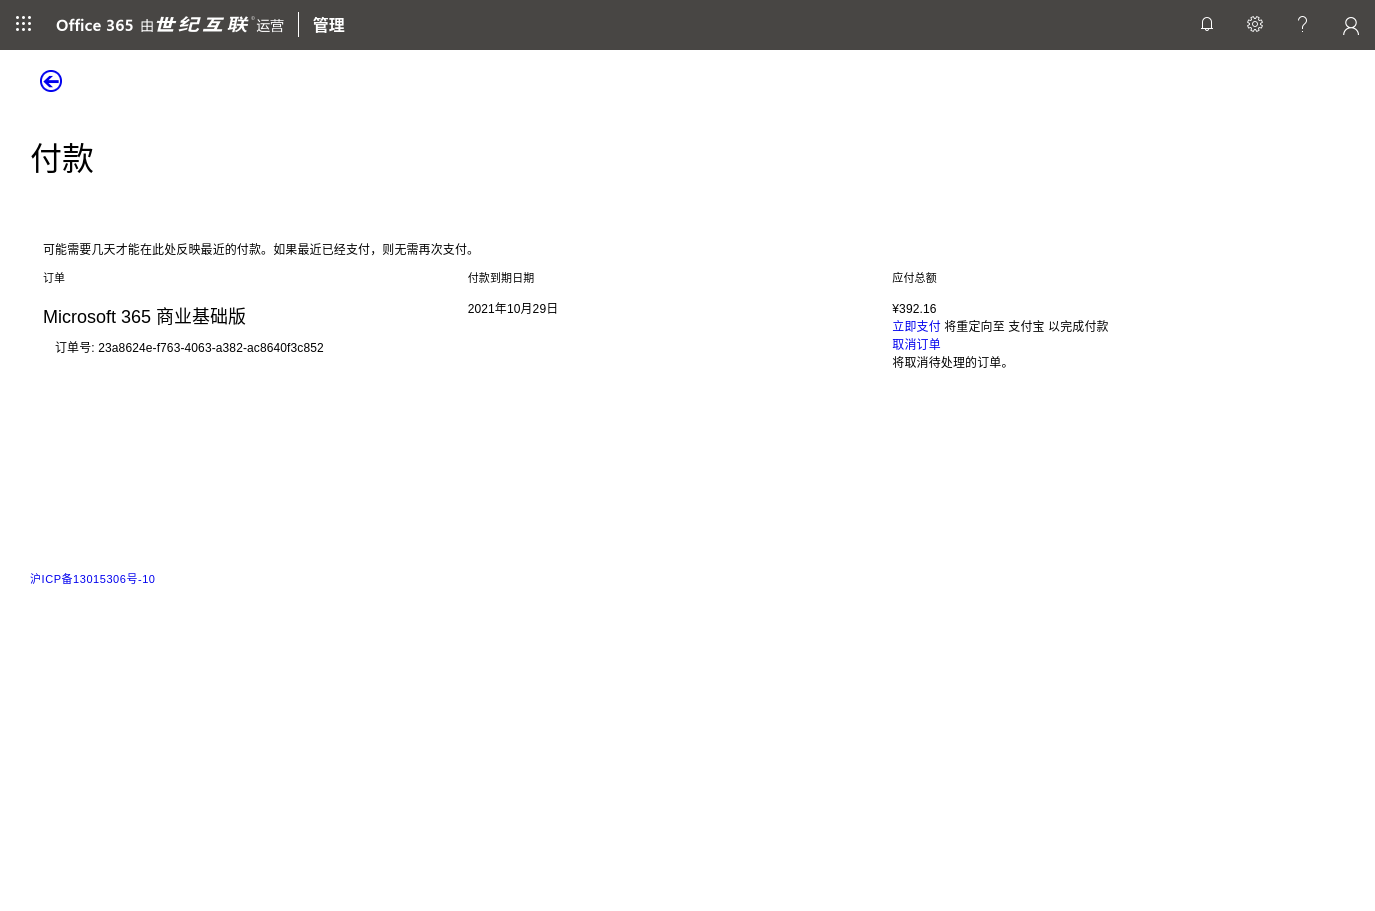 Office 365 由世纪互联运营 管理
付款
可能需要几天才能在此处反映最近的付款。如果最近已经支付，则无需再次支付。
订单 付款到期日期 应付总额
Microsoft 365 商业基础版 2021年10月29日 ¥392.16
立即支付 将重定向至 支付宝 以完成付款
订单号: 23a8624e-f763-4063-a382-ac8640f3c852 取消订单
将取消待处理的订单。
沪ICP备13015306号-10